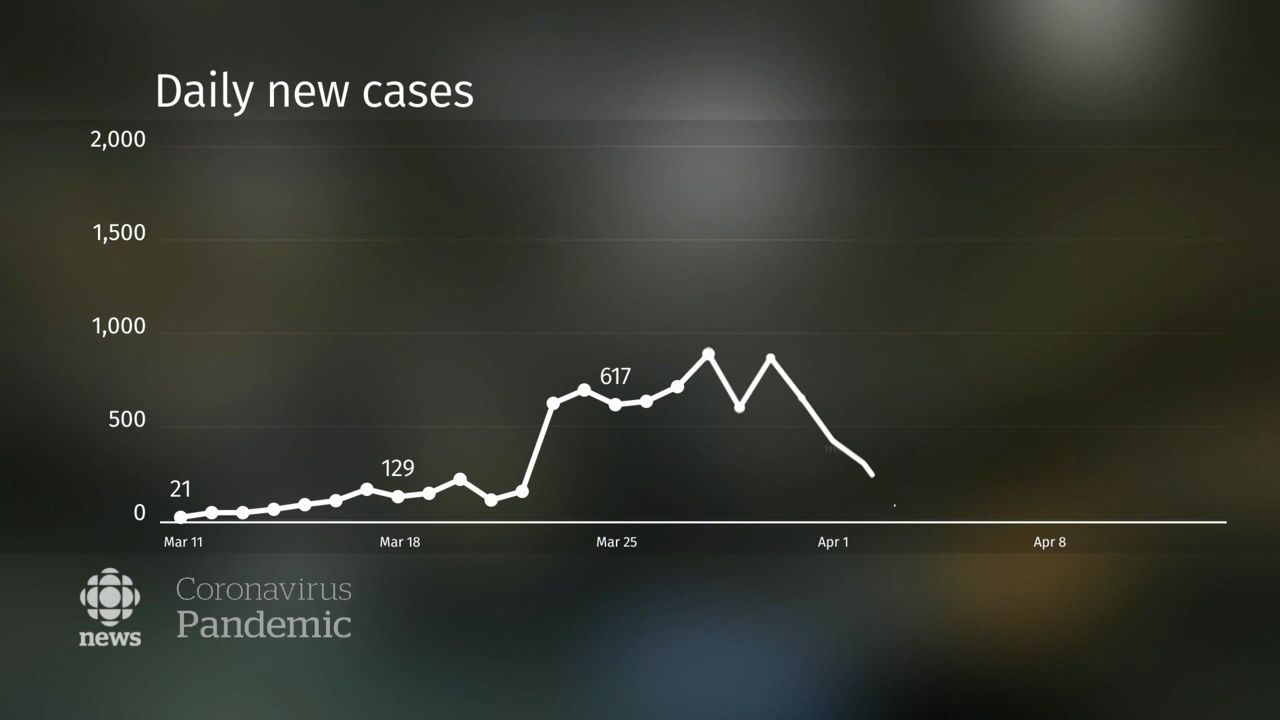 Daily new cases
2,000
1,500
1,000
500
0
21
129
617
Mar 11
Mar 18
Mar 25
Apr 1
Apr 8
news
Coronavirus
Pandemic